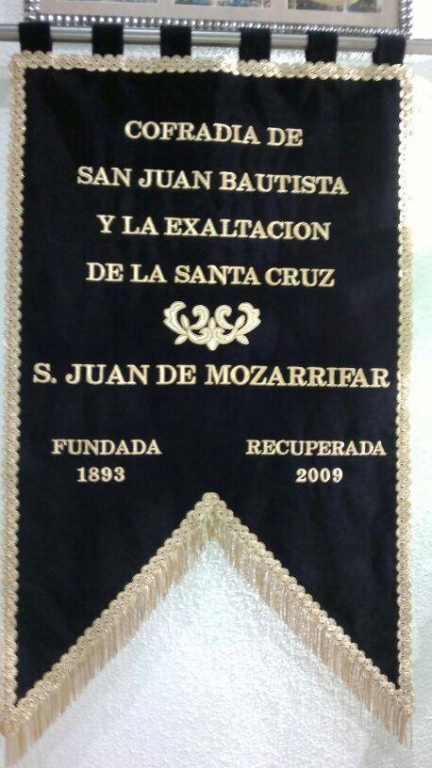 COFRADIA DE
SAN JUAN BAUTISTA
Y LA EXALTACION
DE LA SANTA CRUZ
S. JUAN DE MOZARRIFAR
FUNDADA RECUPERADA
1893 2009